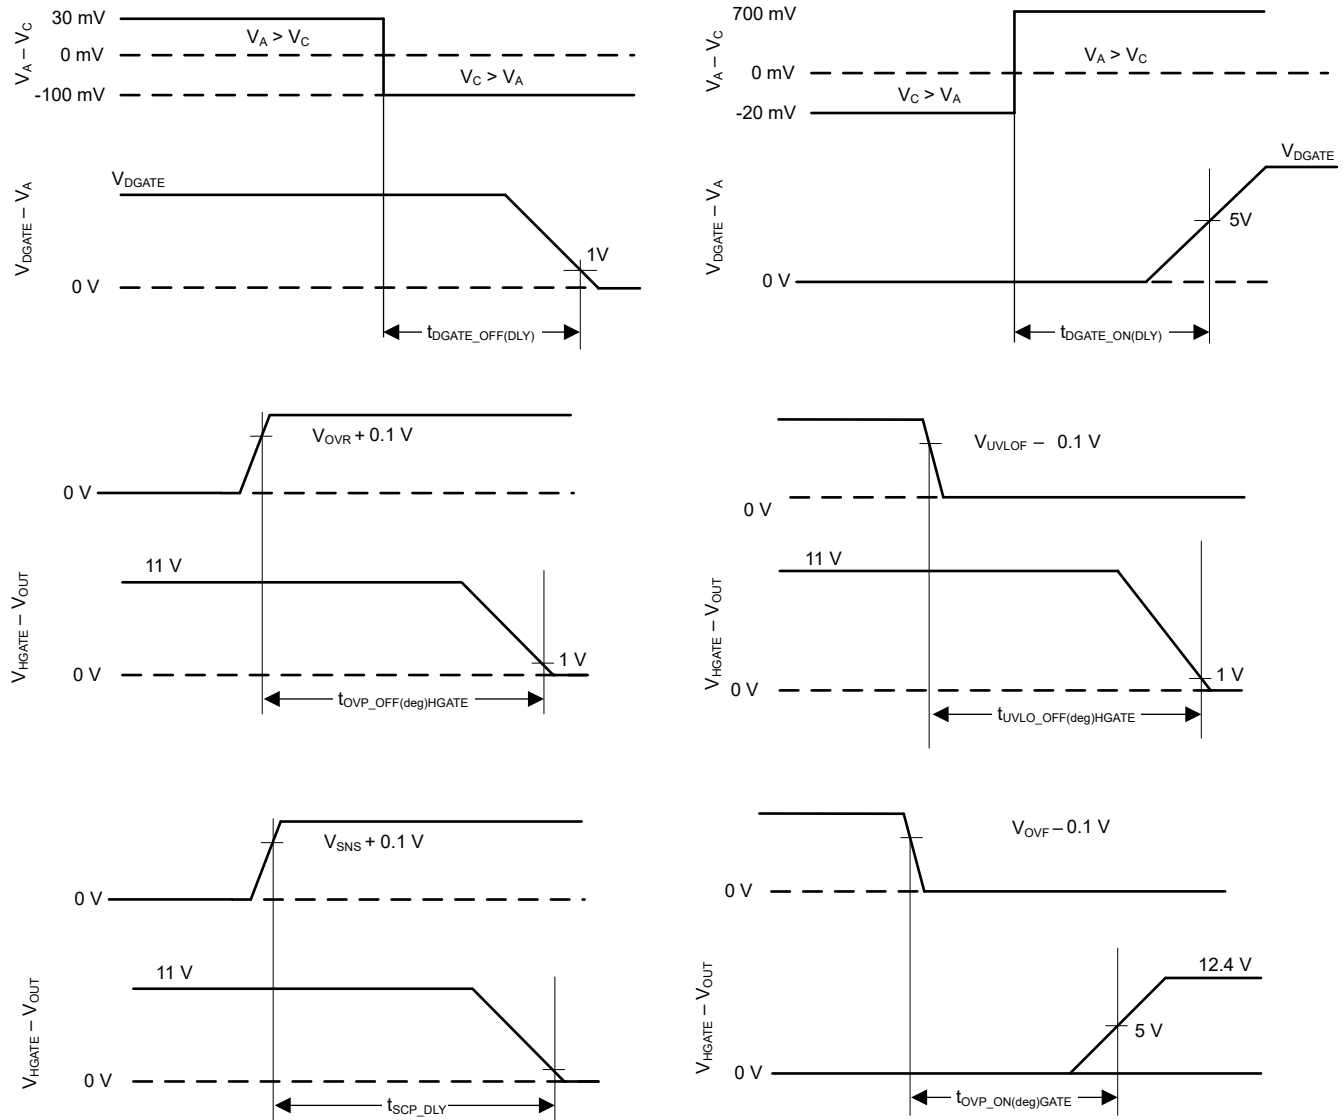 30 mV
V_A – V_C
V_A > V_C
0 mV
V_C > V_A
-100 mV
V_DGATE
V_DGATE – V_A
1V
0 V
t_DGATE_OFF(DLY)
700 mV
V_A – V_C
V_A > V_C
0 mV
V_C > V_A
-20 mV
V_DGATE
V_DGATE – V_A
5V
0 V
t_DGATE_ON(DLY)
V_OVR + 0.1 V
0 V
11 V
V_HGATE – V_OUT
1 V
0 V
t_OVP_OFF(deg)HGATE
V_UVLOF – 0.1 V
0 V
11 V
V_HGATE – V_OUT
1 V
0 V
t_UVLO_OFF(deg)HGATE
V_SNS + 0.1 V
0 V
11 V
V_HGATE – V_OUT
0 V
t_SCP_DLY
V_OVF – 0.1 V
0 V
12.4 V
V_HGATE – V_OUT
5 V
0 V
t_OVP_ON(deg)GATE